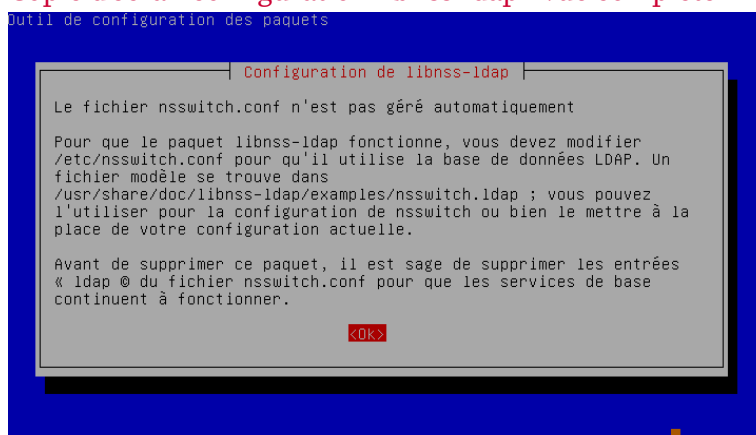 Outil de configuration des paquets
Configuration de libnss-ldap
Le fichier nsswitch.conf n'est pas géré automatiquement
Pour que le paquet libnss-ldap fonctionne, vous devez modifier
/etc/nsswitch.conf pour qu'il utilise la base de données LDAP. Un
fichier modèle se trouve dans
/usr/share/doc/libnss-ldap/examples/nsswitch.ldap ; vous pouvez
l'utiliser pour la configuration de nsswitch ou bien le mettre à la
place de votre configuration actuelle.
Avant de supprimer ce paquet, il est sage de supprimer les entrées
« ldap © du fichier nsswitch.conf pour que les services de base
continuent à fonctionner.
<Ok>